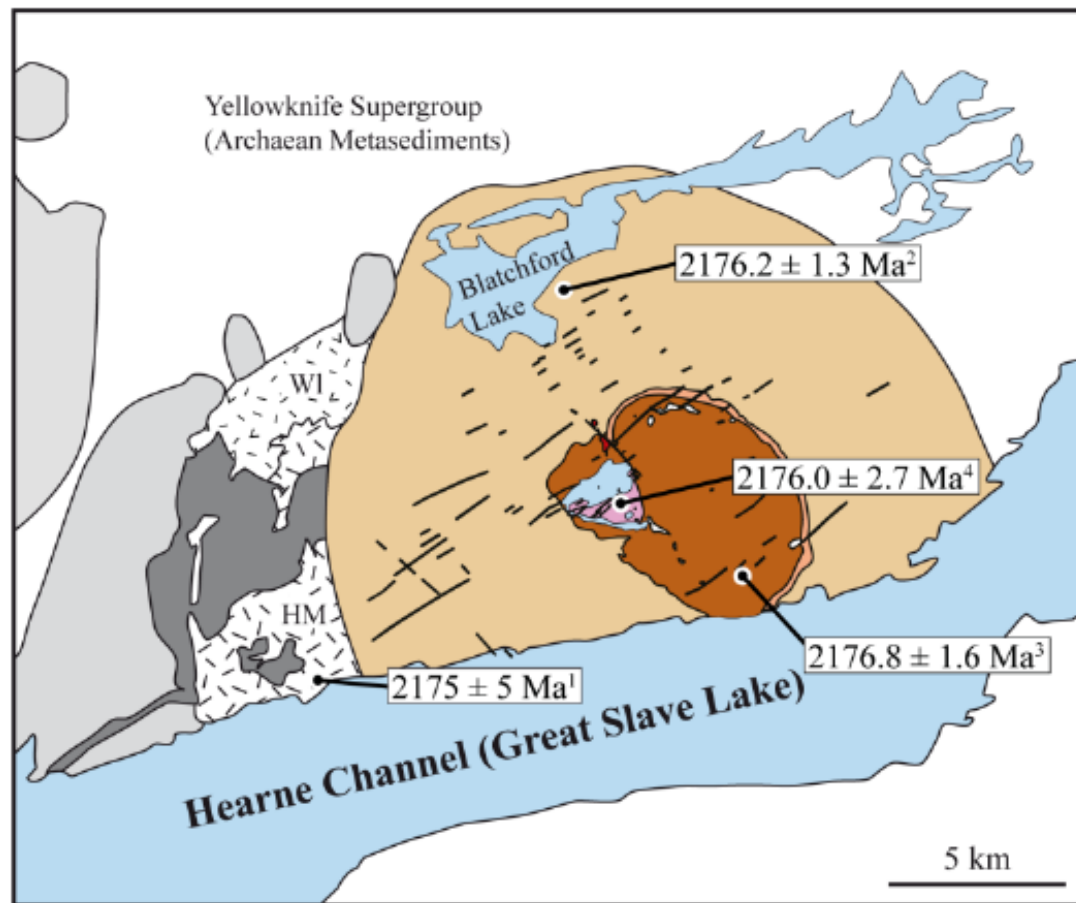 Yellowknife Supergroup
(Archaean Metasediments)
2176.2 ± 1.3 Ma²
Blatchford
Lake
WI
2176.0 ± 2.7 Ma⁴
HM
2176.8 ± 1.6 Ma³
2175 ± 5 Ma¹
Hearne Channel (Great Slave Lake)
5 km